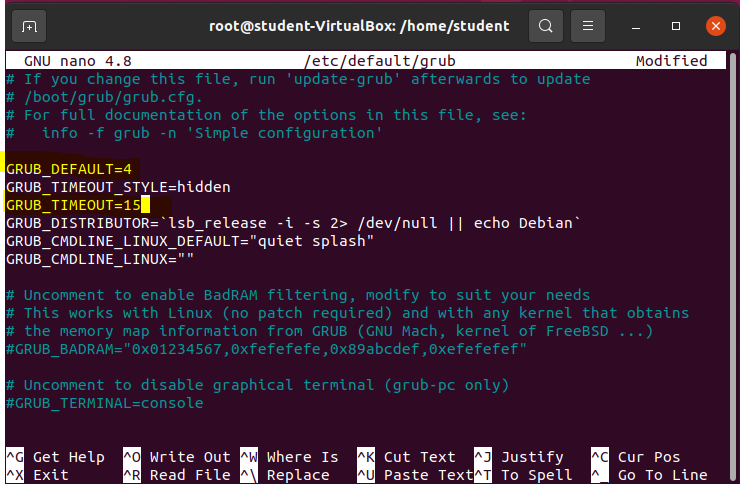 root@student-VirtualBox: /home/student
GNU nano 4.8 /etc/default/grub Modified
# If you change this file, run 'update-grub' afterwards to update
# /boot/grub/grub.cfg.
# For full documentation of the options in this file, see:
#   info -f grub -n 'Simple configuration'

GRUB_DEFAULT=4
GRUB_TIMEOUT_STYLE=hidden
GRUB_TIMEOUT=15
GRUB_DISTRIBUTOR=`lsb_release -i -s 2> /dev/null || echo Debian`
GRUB_CMDLINE_LINUX_DEFAULT="quiet splash"
GRUB_CMDLINE_LINUX=""

# Uncomment to enable BadRAM filtering, modify to suit your needs
# This works with Linux (no patch required) and with any kernel that obtains
# the memory map information from GRUB (GNU Mach, kernel of FreeBSD ...)
#GRUB_BADRAM="0x01234567,0xfefefefe,0x89abcdef,0xefefefef"

# Uncomment to disable graphical terminal (grub-pc only)
#GRUB_TERMINAL=console

^G Get Help ^O Write Out ^W Where Is ^K Cut Text ^J Justify ^C Cur Pos
^X Exit ^R Read File ^\ Replace ^U Paste Text ^T To Spell ^_ Go To Line